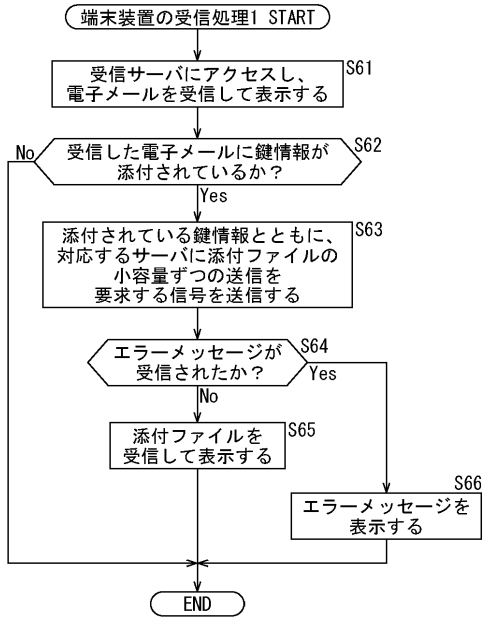 端末装置の受信処理1 START
S61
受信サーバにアクセスし、
電子メールを受信して表示する
S62
No
受信した電子メールに鍵情報が
添付されているか？
Yes
S63
添付されている鍵情報とともに、
対応するサーバに添付ファイルの
小容量ずつの送信を
要求する信号を送信する
S64
エラーメッセージが
受信されたか？
Yes
No
S65
添付ファイルを
受信して表示する
S66
エラーメッセージを
表示する
END